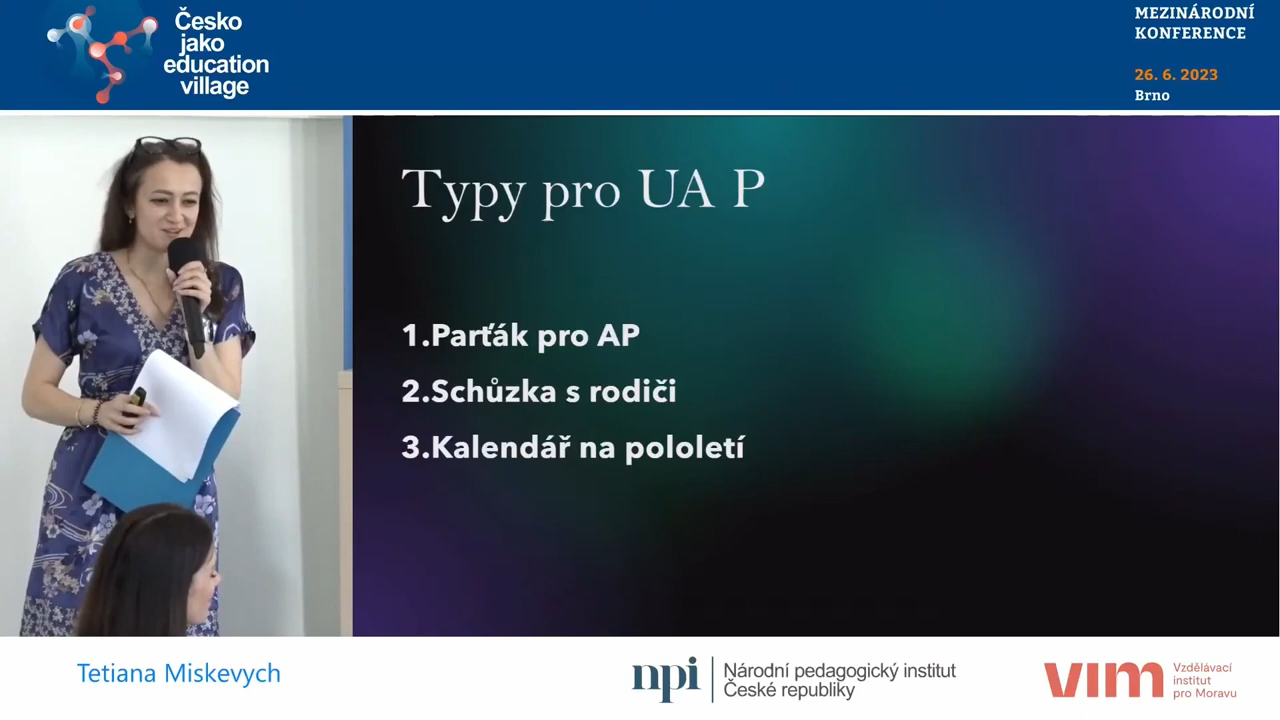 Česko
jako
education
village
MEZINÁRODNÍ
KONFERENCE
26. 6. 2023
Brno
Typy pro UA P
1.Parťák pro AP
2.Schůzka s rodiči
3.Kalendář na pololetí
Tetiana Miskevych
npi
Národní pedagogický institut
České republiky
vim
Vzdělávací
institut
pro Moravu